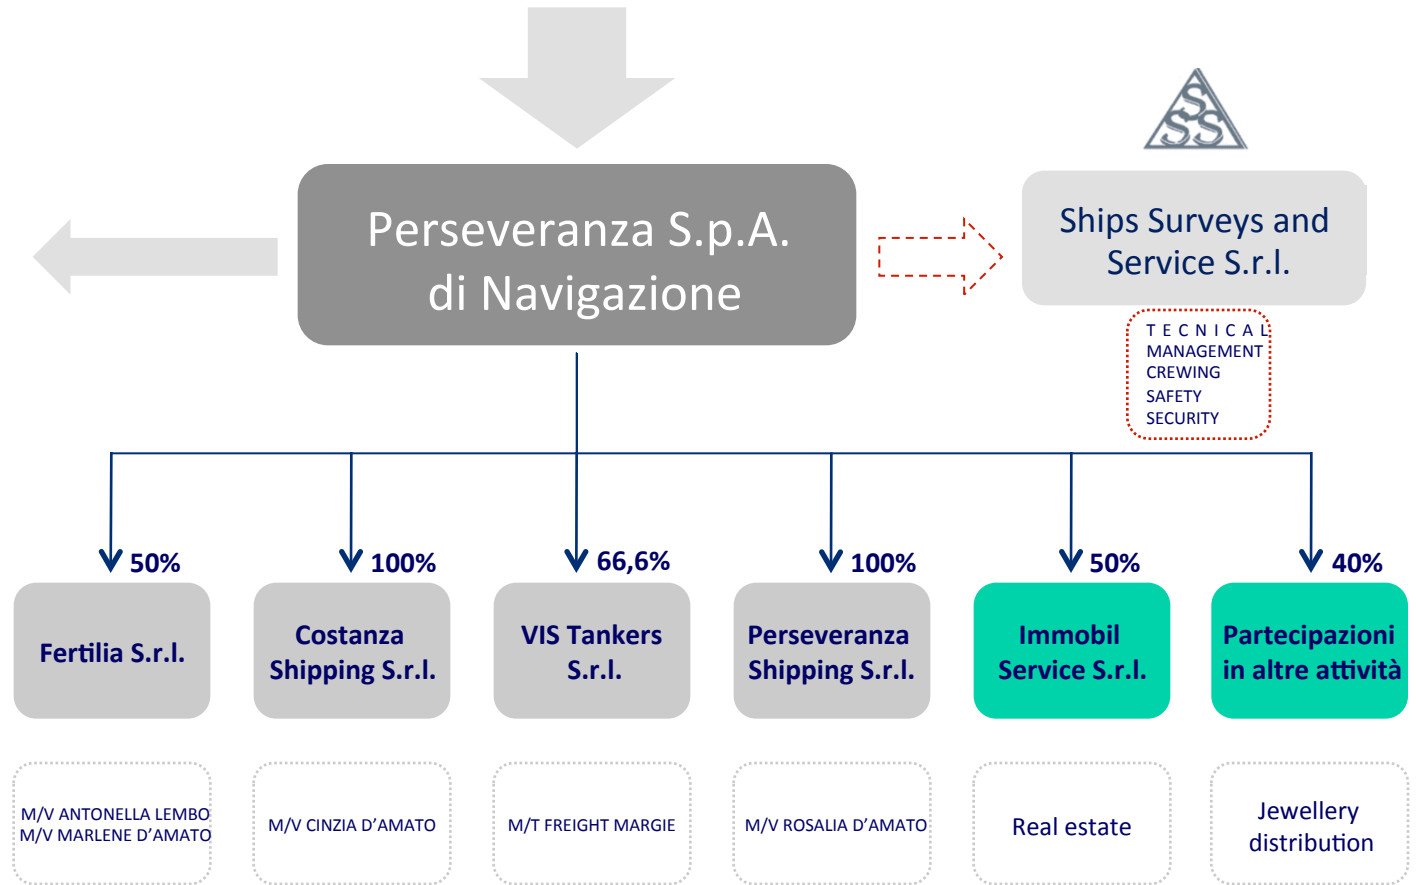 S
SS
Perseveranza S.p.A.
di Navigazione
Ships Surveys and
Service S.r.l.
TECNICAL
MANAGEMENT
CREWING
SAFETY
SECURITY
50%
100%
66,6%
100%
50%
40%
Fertilia S.r.l.
Costanza
Shipping S.r.l.
VIS Tankers
S.r.l.
Perseveranza
Shipping S.r.l.
Immobil
Service S.r.l.
Partecipazioni
in altre attività
M/V ANTONELLA LEMBO
M/V MARLENE D’AMATO
M/V CINZIA D’AMATO
M/T FREIGHT MARGIE
M/V ROSALIA D’AMATO
Real estate
Jewellery
distribution